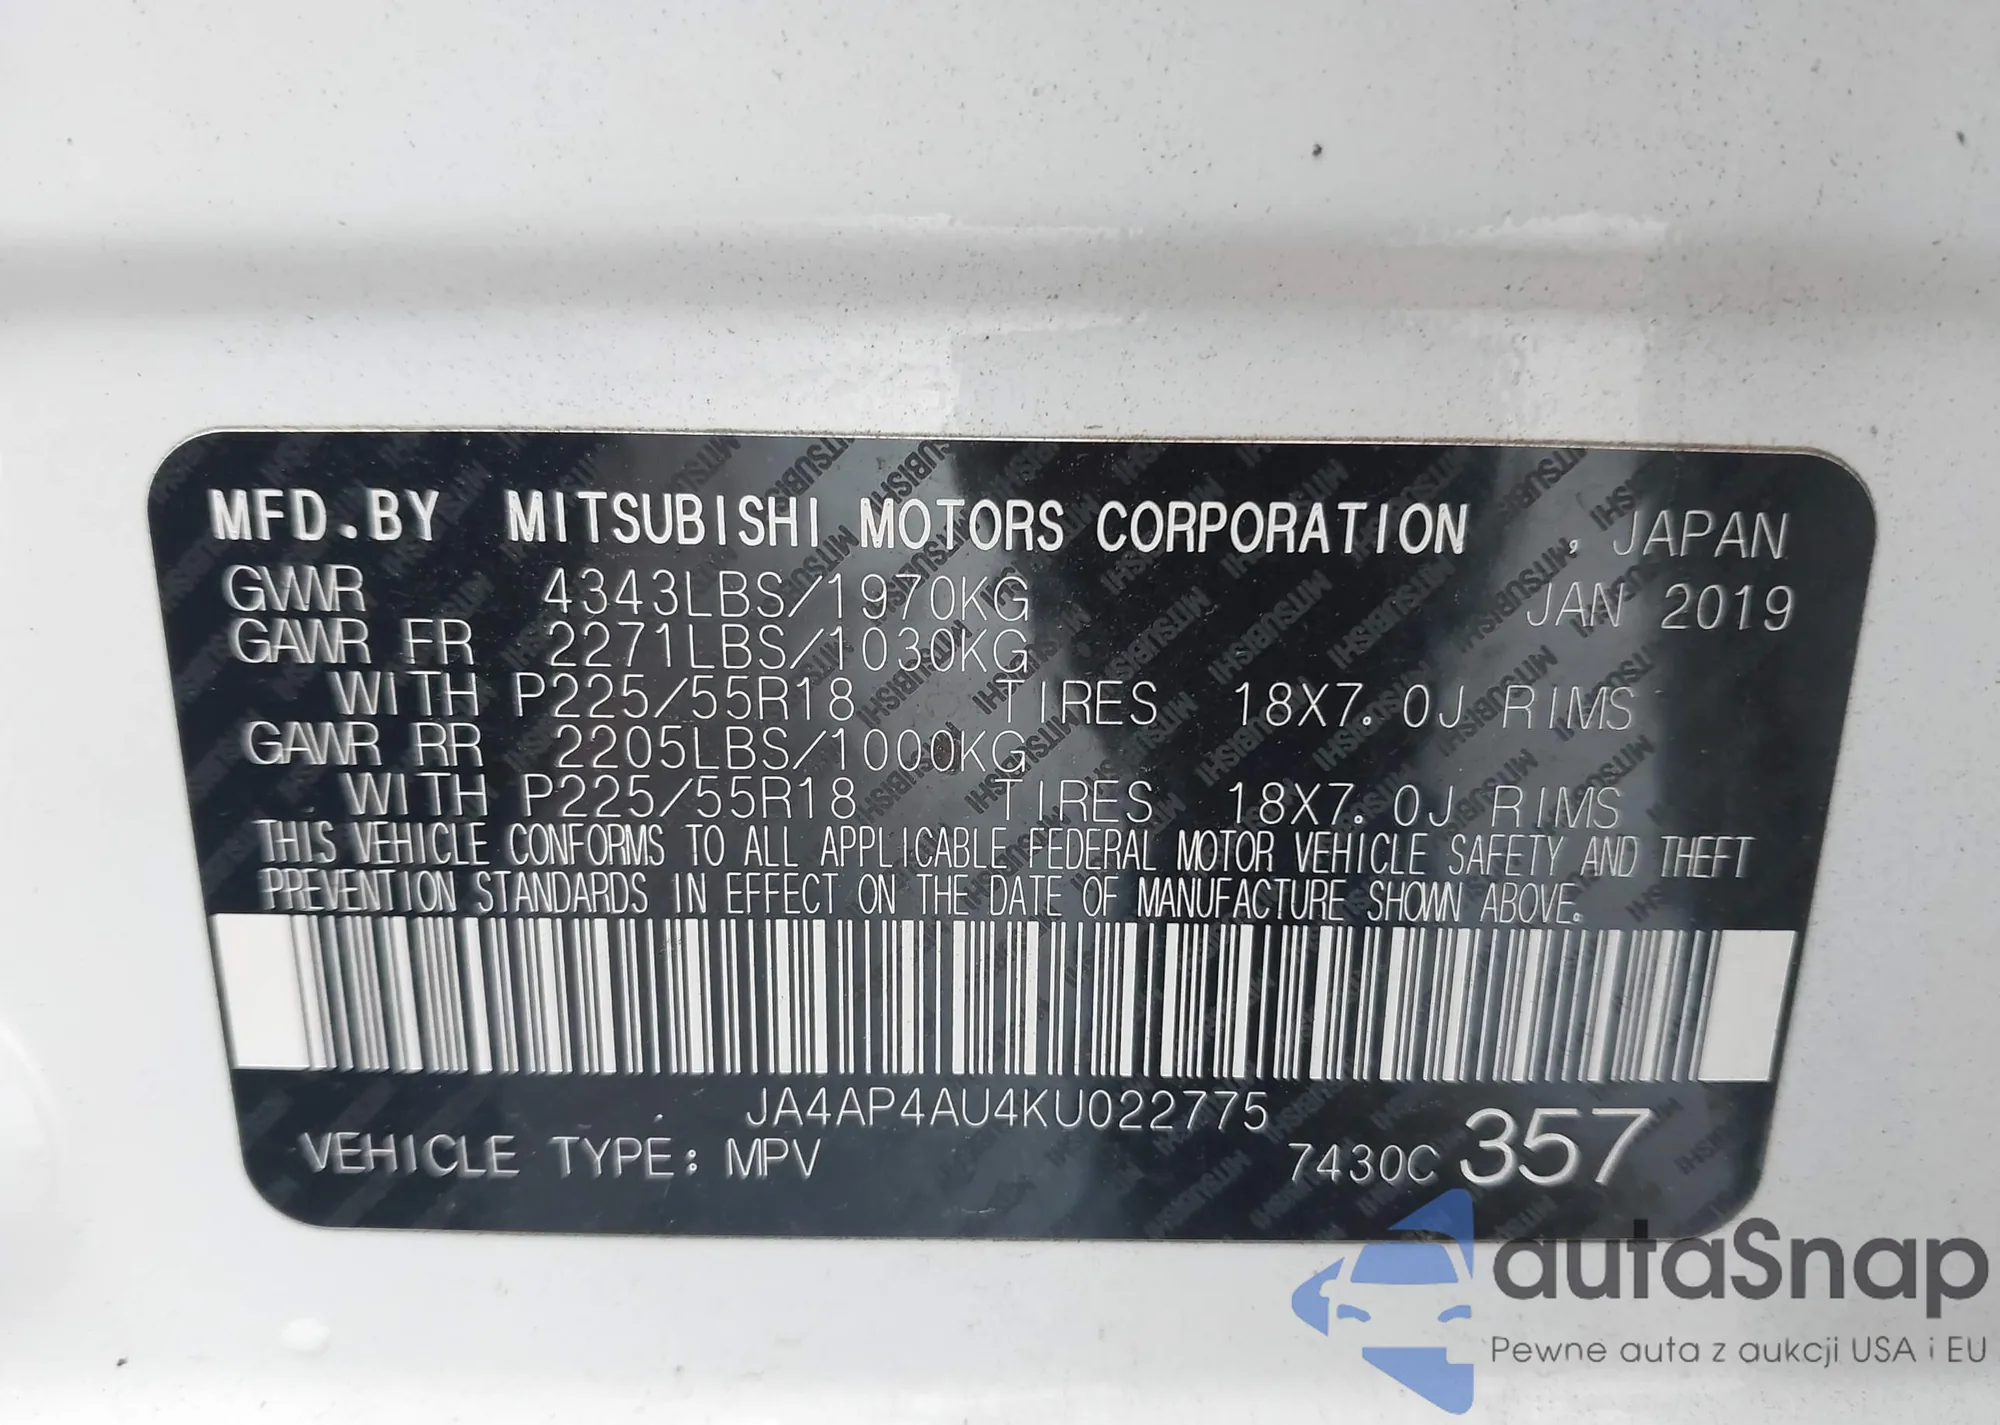 MFD.BY MITSUBISHI MOTORS CORPORATION , JAPAN
GVWR 4343LBS/1970KG JAN 2019
GAWR FR 2271LBS/1030KG
WITH P225/55R18 TIRES 18X7.0J RIMS
GAWR RR 2205LBS/1000KG
WITH P225/55R18 TIRES 18X7.0J RIMS
THIS VEHICLE CONFORMS TO ALL APPLICABLE FEDERAL MOTOR VEHICLE SAFETY AND THEFT
PREVENTION STANDARDS IN EFFECT ON THE DATE OF MANUFACTURE SHOWN ABOVE.
JA4AP4AU4KU022775
VEHICLE TYPE: MPV 7430C 357
autaSnap
Pewne auta z aukcji USA i EU